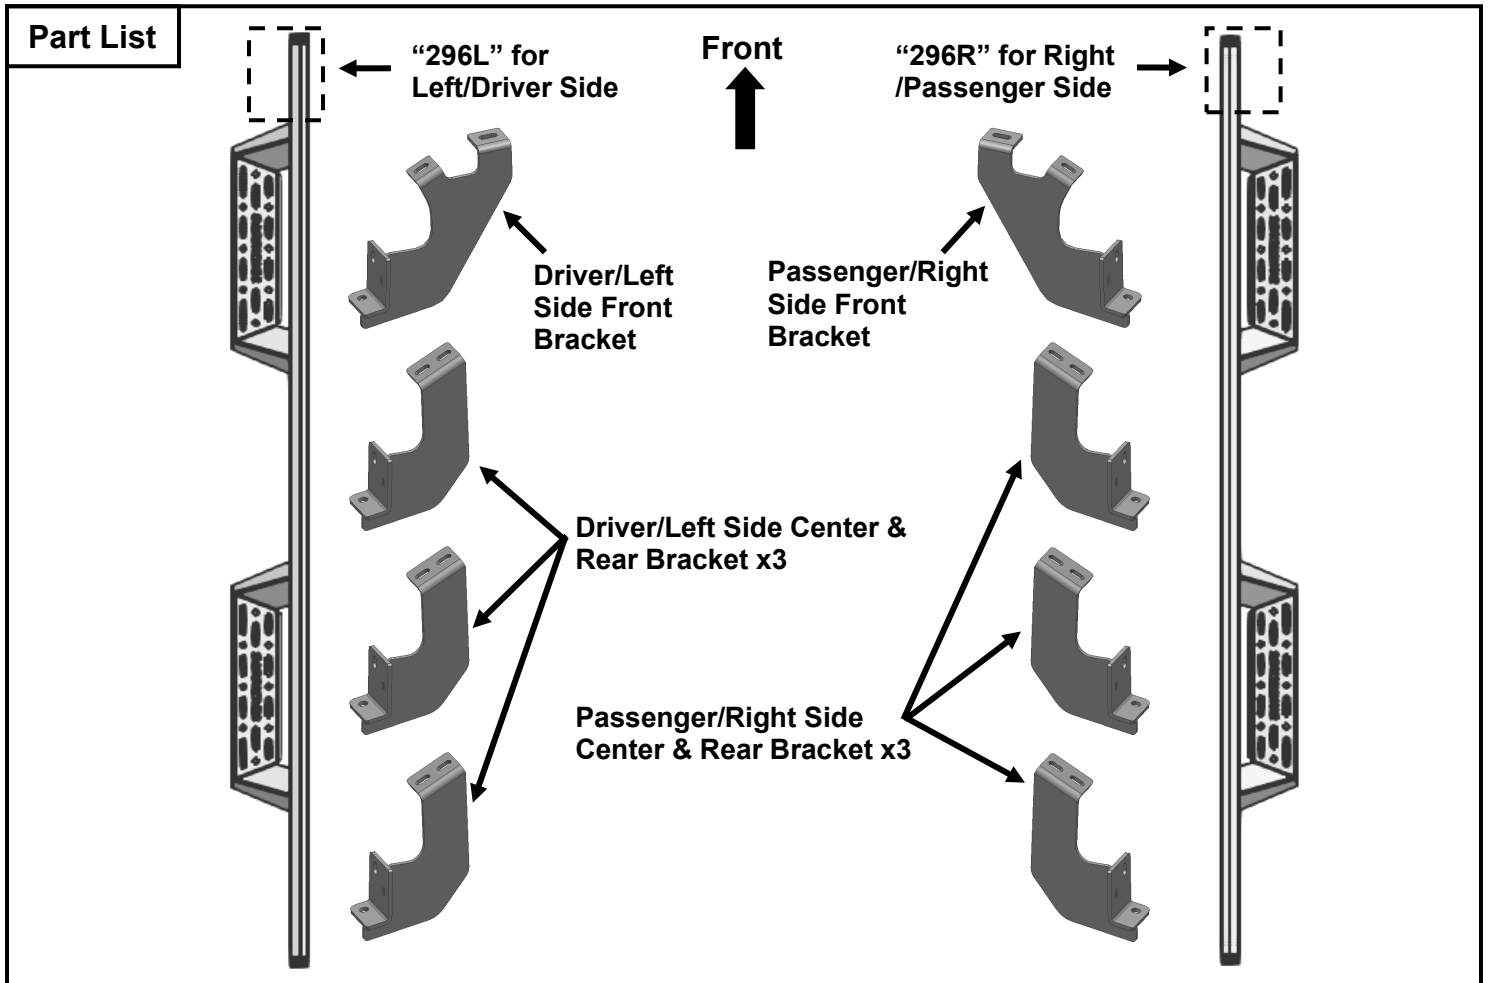 Part List
“296L” for
Left/Driver Side
Front
“296R” for Right
/Passenger Side
Driver/Left
Side Front
Bracket
Passenger/Right
Side Front
Bracket
Driver/Left Side Center &
Rear Bracket x3
Passenger/Right Side
Center & Rear Bracket x3